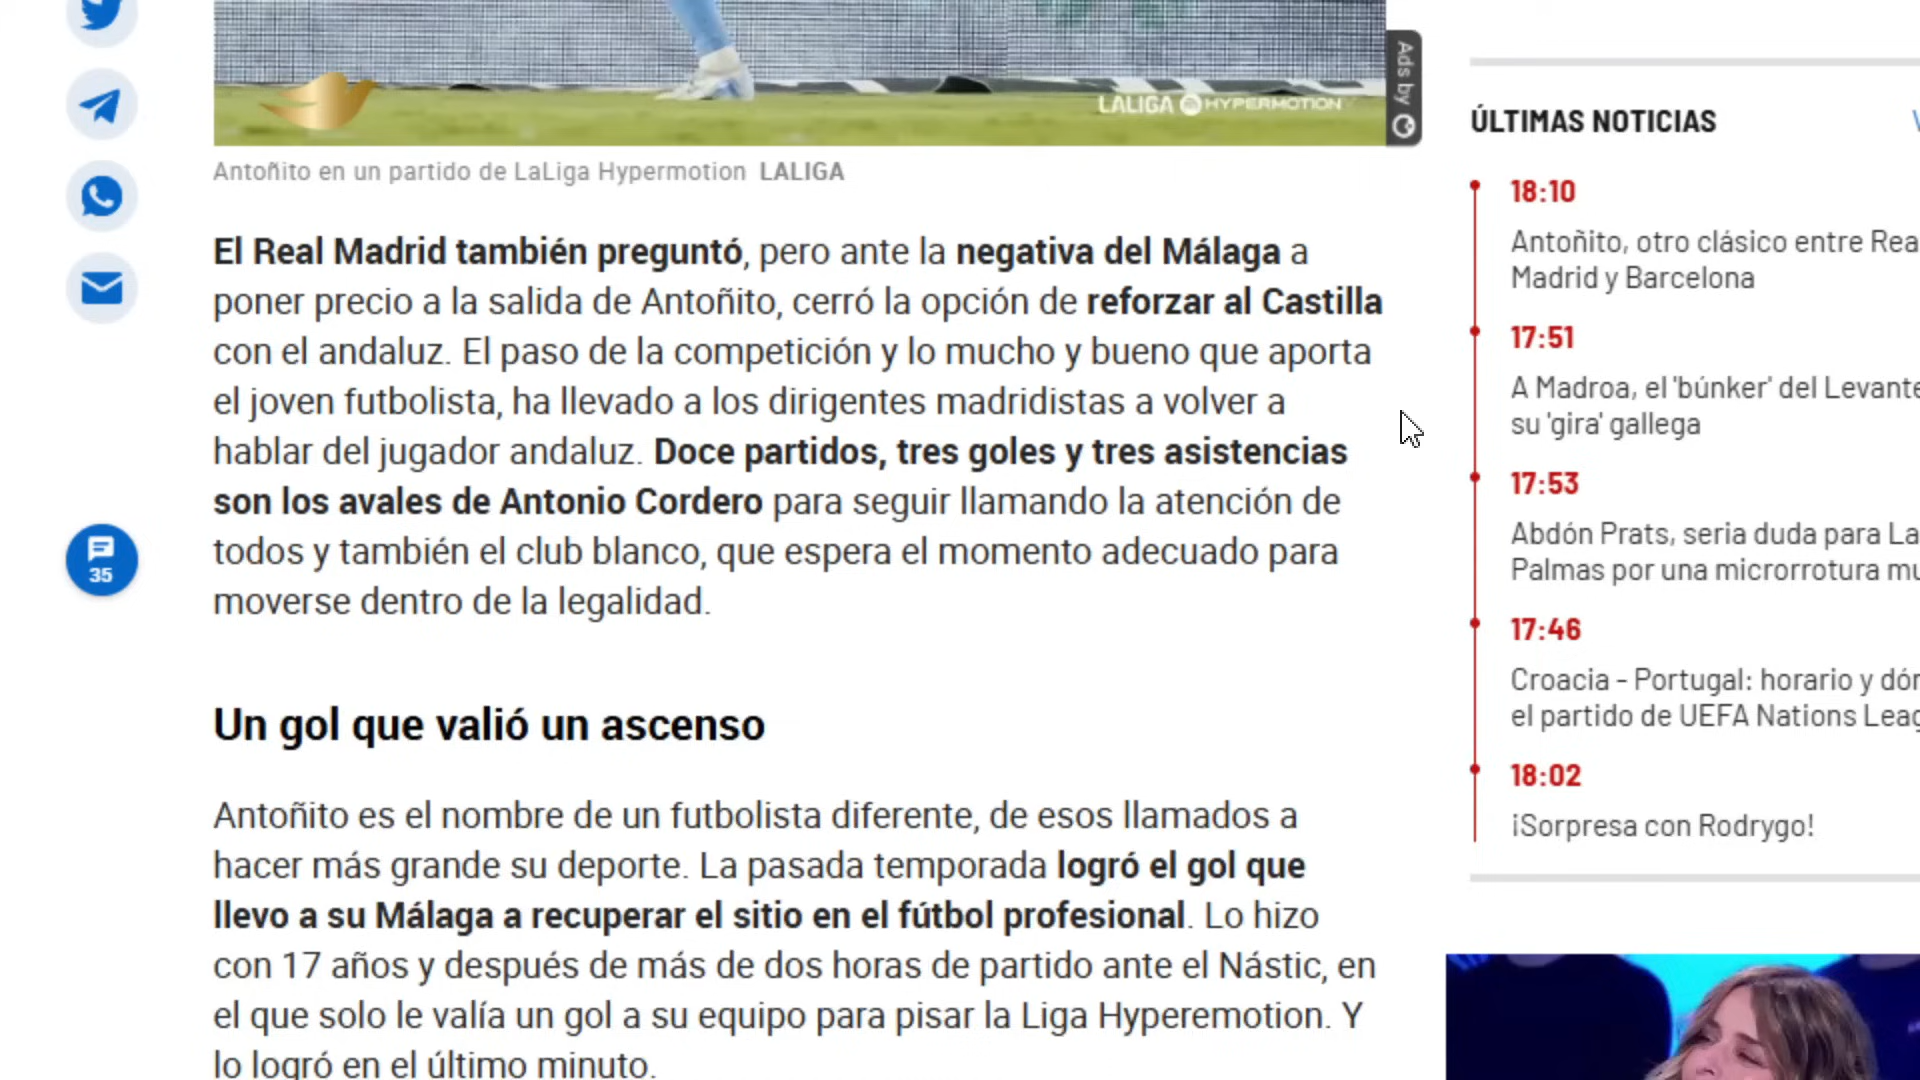 LALIGA HYPERMOTION
Ads by
Antoñito en un partido de LaLiga Hypermotion LALIGA
El Real Madrid también preguntó, pero ante la negativa del Málaga a
poner precio a la salida de Antoñito, cerró la opción de reforzar al Castilla
con el andaluz. El paso de la competición y lo mucho y bueno que aporta
el joven futbolista, ha llevado a los dirigentes madridistas a volver a
hablar del jugador andaluz. Doce partidos, tres goles y tres asistencias
son los avales de Antonio Cordero para seguir llamando la atención de
todos y también el club blanco, que espera el momento adecuado para
moverse dentro de la legalidad.
35
Un gol que valió un ascenso
Antoñito es el nombre de un futbolista diferente, de esos llamados a
hacer más grande su deporte. La pasada temporada logró el gol que
llevo a su Málaga a recuperar el sitio en el fútbol profesional. Lo hizo
con 17 años y después de más de dos horas de partido ante el Nástic, en
el que solo le valía un gol a su equipo para pisar la Liga Hyperemotion. Y
lo logró en el último minuto.
ÚLTIMAS NOTICIAS
18:10
Antoñito, otro clásico entre Rea
Madrid y Barcelona
17:51
A Madroa, el 'búnker' del Levante
su 'gira' gallega
17:53
Abdón Prats, seria duda para La
Palmas por una microrrotura mu
17:46
Croacia - Portugal: horario y dón
el partido de UEFA Nations Leag
18:02
¡Sorpresa con Rodrygo!